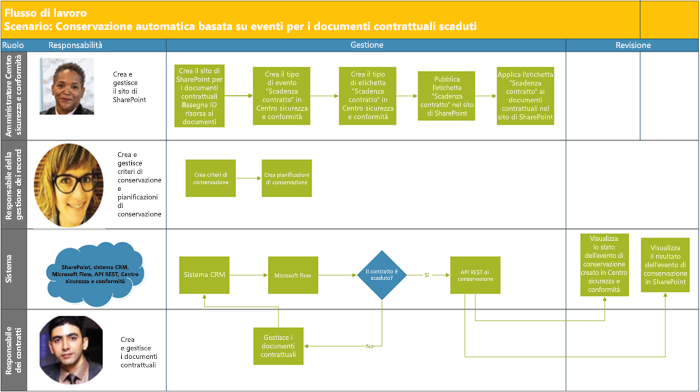 Flusso di lavoro
Scenario: Conservazione automatica basata su eventi per i documenti contrattuali scaduti
Ruolo
Responsabilità
Gestione
Revisione
Amministratore Centro
sicurezza e conformità
Crea e
gestisce
il sito di
SharePoint
Crea il sito di
SharePoint per
i documenti
contrattuali
Assegna ID
risorsa ai
documenti
Crea il tipo
di evento
"Scadenza
contratto" in
Centro sicurezza
e conformità
Crea il tipo
di etichetta
"Scadenza
contratto" in
Centro sicurezza
e conformità
Pubblica
l'etichetta
"Scadenza
contratto" nel sito
di SharePoint
Applica l'etichetta
"Scadenza
contratto" ai
documenti
contrattuali nel
sito di SharePoint
Responsabile della
gestione dei record
Crea e
gestisce
criteri di
conservazione
e
pianificazioni
di
conservazione
Crea criteri di
conservazione
Crea pianificazioni
di conservazione
Sistema
SharePoint, sistema CRM,
Microsoft Flow, API REST, Centro
sicurezza e conformità
Sistema CRM
Microsoft Flow
Il contratto è
scaduto?
Sì
API REST di
conservazione
Visualizza
lo stato
dell'evento di
conservazione
creato in Centro
sicurezza e
conformità
Visualizza
il risultato
dell'evento di
conservazione
in SharePoint
Responsabile
dei contratti
Crea
e gestisce
i documenti
contrattuali
Gestisce i
documenti
contrattuali
No